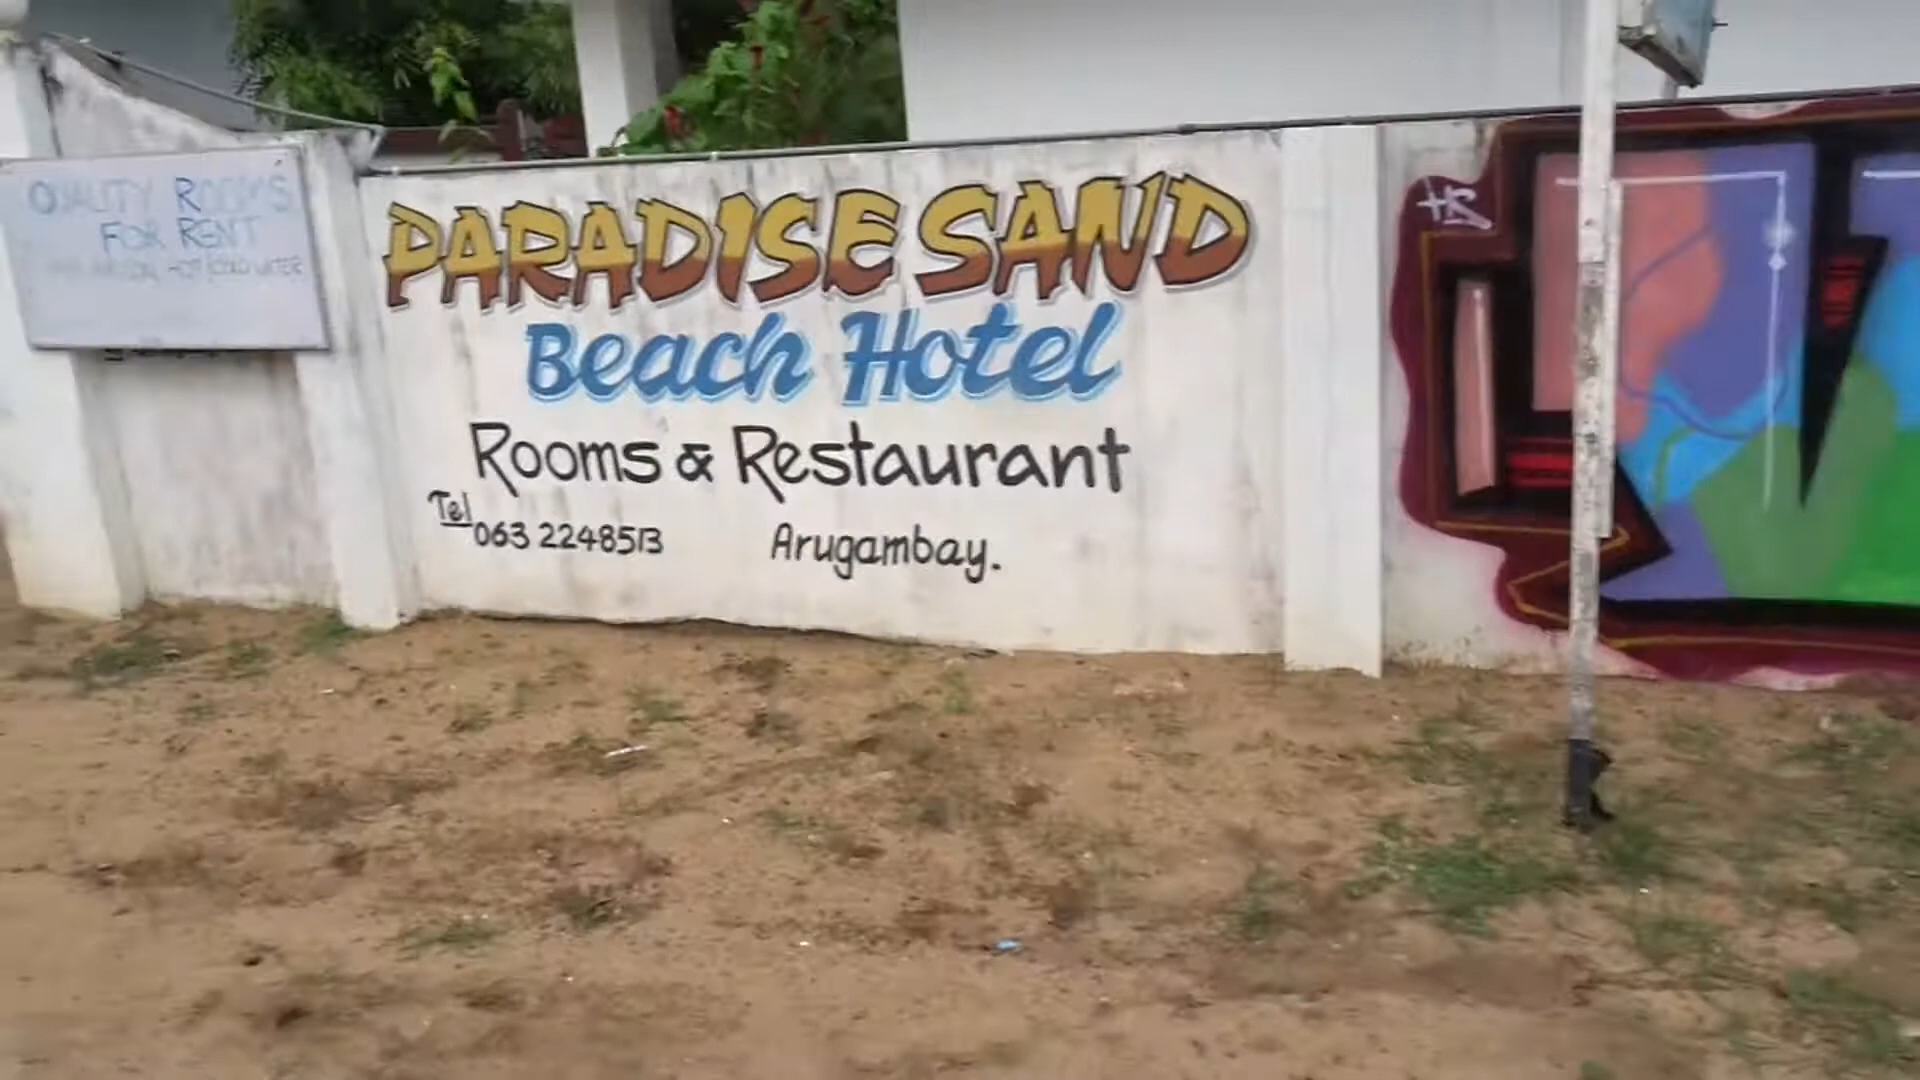 QUALITY ROOMS
FOR RENT
PARADISE SAND
Beach Hotel
Rooms & Restaurant
Tel
063 2248513
Arugambay.